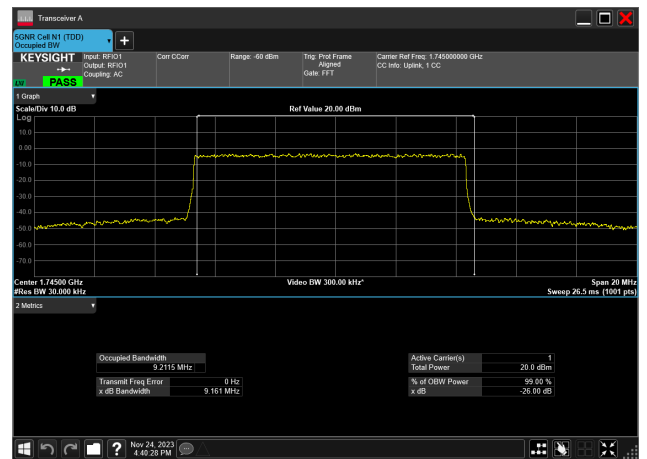 Transceiver A
5GNR Cell N1 (TDD)
Occupied BW
KEYSIGHT
LXI
PASS
Input: RFIO1
Output: RFIO1
Coupling: AC
Corr CCorr
Range: -60 dBm
Trig: Prot Frame
Aligned
Gate: FFT
Carrier Ref Freq: 1.745000000 GHz
CC Info: Uplink, 1 CC
1 Graph
Scale/Div 10.0 dB
Ref Value 20.00 dBm
Log
10.0
0.00
-10.0
-20.0
-30.0
-40.0
-50.0
-60.0
-70.0
Center 1.74500 GHz
Video BW 300.00 kHz*
Span 20 MHz
#Res BW 30.000 kHz
Sweep 26.5 ms (1001 pts)
2 Metrics
Occupied Bandwidth
9.2115 MHz
Transmit Freq Error 0 Hz
x dB Bandwidth 9.161 MHz
Active Carrier(s) 1
Total Power 20.0 dBm
% of OBW Power 99.00 %
x dB -26.00 dB
?
Nov 24, 2023
4:40:28 PM